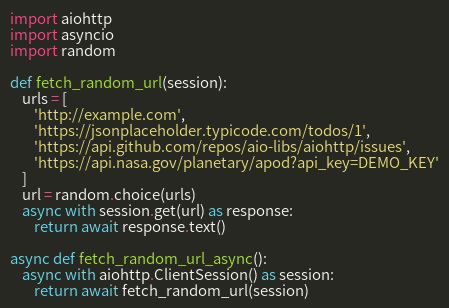 import aiohttp
import asyncio
import random

def fetch_random_url(session):
    urls = [
        'http://example.com',
        'https://jsonplaceholder.typicode.com/todos/1',
        'https://api.github.com/repos/aio-libs/aiohttp/issues',
        'https://api.nasa.gov/planetary/apod?api_key=DEMO_KEY'
    ]
    url = random.choice(urls)
    async with session.get(url) as response:
        return await response.text()

async def fetch_random_url_async():
    async with aiohttp.ClientSession() as session:
        return await fetch_random_url(session)